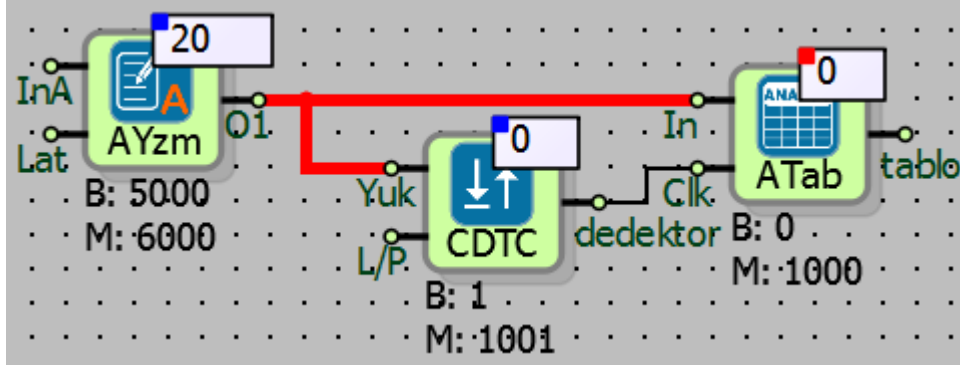 20
InA
A
O1
Lat
AYzm
B: 5000
M: 6000
0
Yuk
L/P
CDTC
dedektor
B: 1
M: 1001
0
ANA
In
Clk
ATab
tablo
B: 0
M: 1000